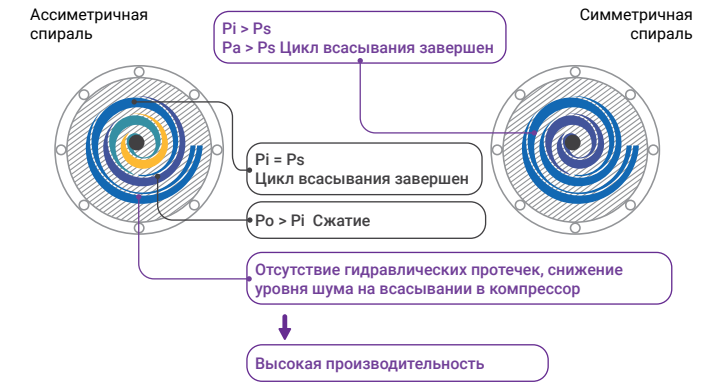 Ассиметричная
спираль
Pi > Ps
Pa > Ps Цикл всасывания завершен
Симметричная
спираль
Pi = Ps
Цикл всасывания завершен
Po > Pi Сжатие
Отсутствие гидравлических протечек, снижение
уровня шума на всасывании в компрессор
Высокая производительность